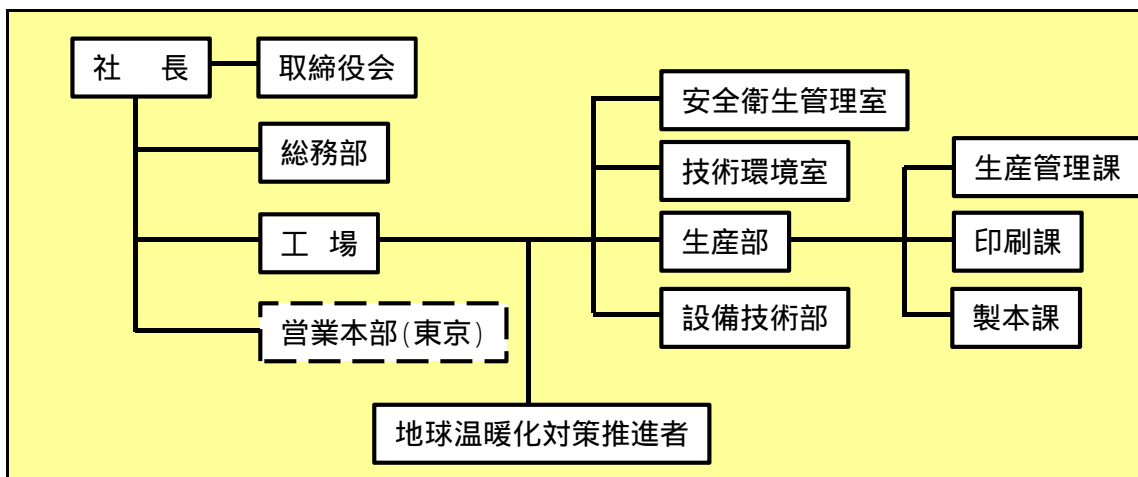 社　長
取締役会
安全衛生管理室
総務部
技術環境室
生産管理課
工 場
生産部
印刷課
営業本部(東京)
設備技術部
製本課
地球温暖化対策推進者